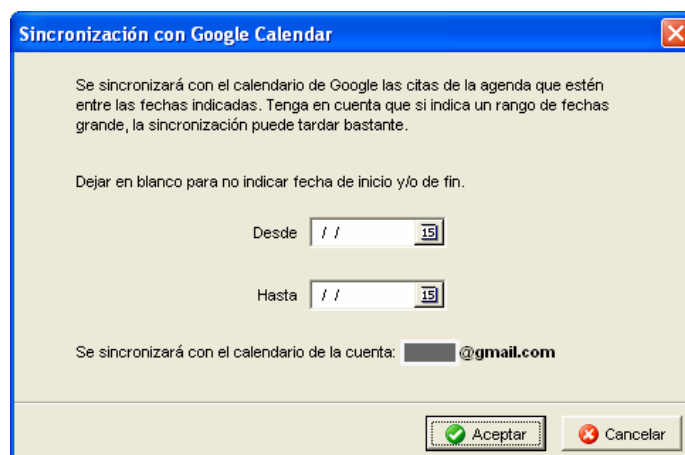 Sincronización con Google Calendar
Se sincronizará con el calendario de Google las citas de la agenda que estén
entre las fechas indicadas. Tenga en cuenta que si indica un rango de fechas
grande, la sincronización puede tardar bastante.
Dejar en blanco para no indicar fecha de inicio y/o de fin.
Desde / / 15
Hasta / / 15
Se sincronizará con el calendario de la cuenta: @gmail.com
Aceptar Cancelar